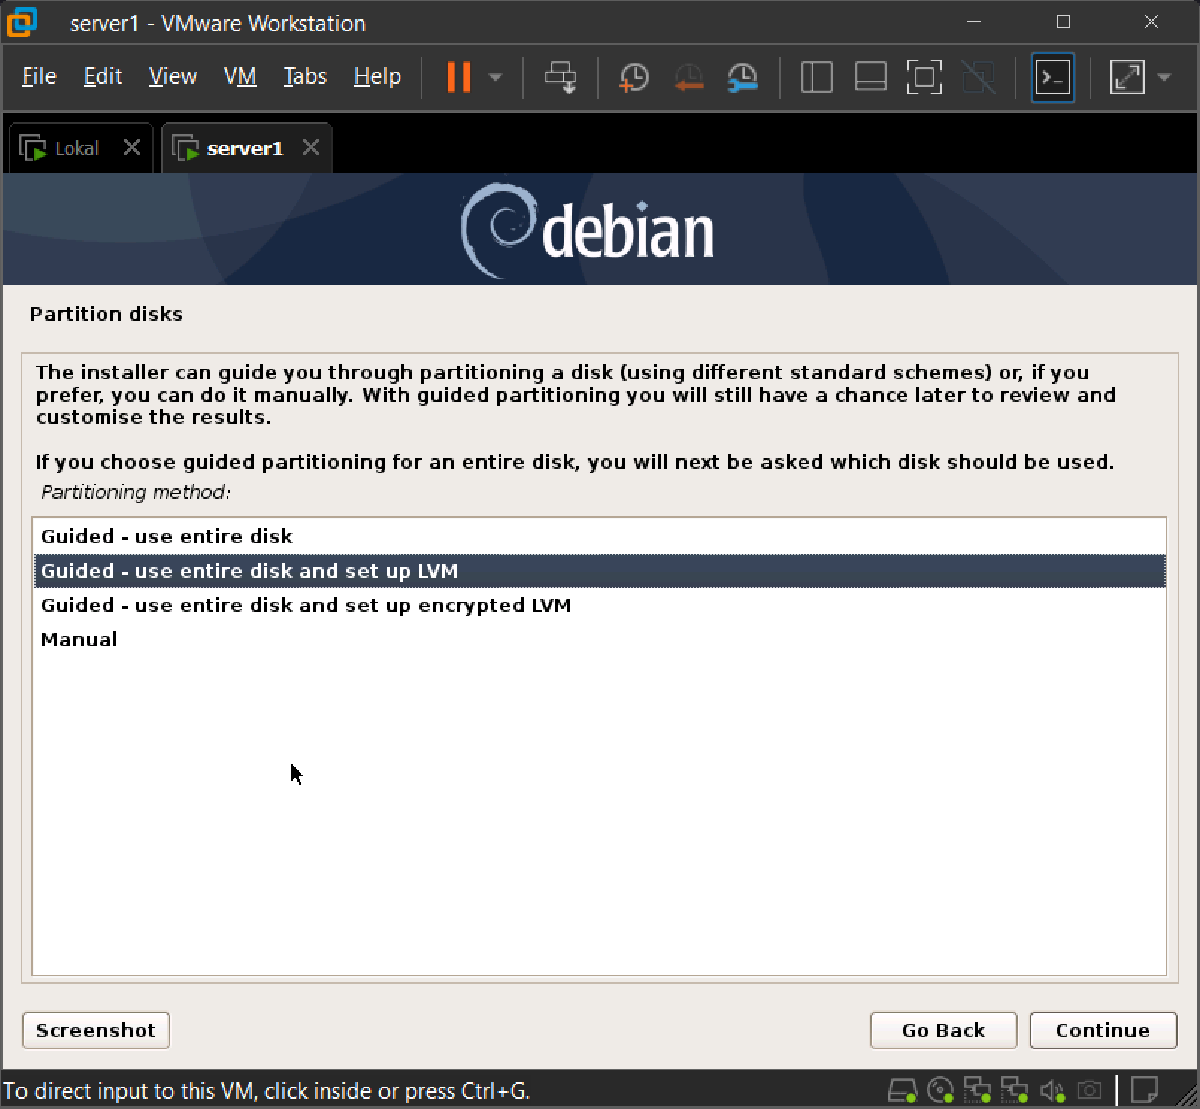 server1 - VMware Workstation
File Edit View VM Tabs Help
Lokal server1
debian
Partition disks
The installer can guide you through partitioning a disk (using different standard schemes) or, if you
prefer, you can do it manually. With guided partitioning you will still have a chance later to review and
customise the results.
If you choose guided partitioning for an entire disk, you will next be asked which disk should be used.
Partitioning method:
Guided - use entire disk
Guided - use entire disk and set up LVM
Guided - use entire disk and set up encrypted LVM
Manual
Screenshot Go Back Continue
To direct input to this VM, click inside or press Ctrl+G.